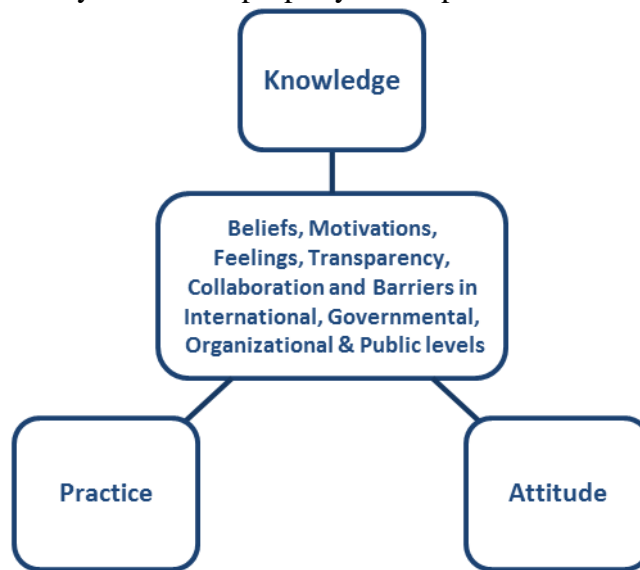 Knowledge
Beliefs, Motivations,
Feelings, Transparency,
Collaboration and Barriers in
International, Governmental,
Organizational & Public levels
Practice
Attitude